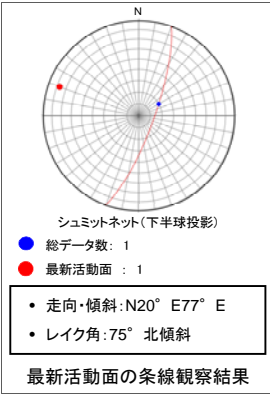 N
シュミットネット(下半球投影)
総データ数: 1
最新活動面 : 1
• 走向・傾斜:N20°E77°E
• レイク角:75°北傾斜
最新活動面の条線観察結果